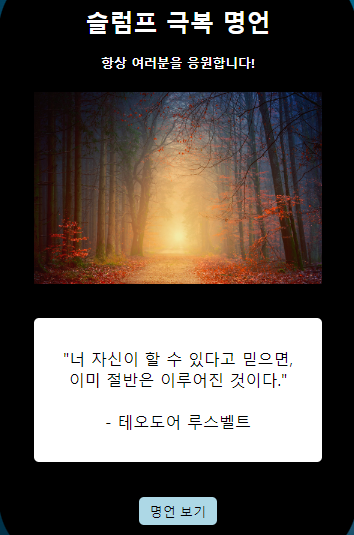 슬럼프 극복 명언
항상 여러분을 응원합니다!
"너 자신이 할 수 있다고 믿으면,
이미 절반은 이루어진 것이다."
- 테오도어 루스벨트
명언 보기